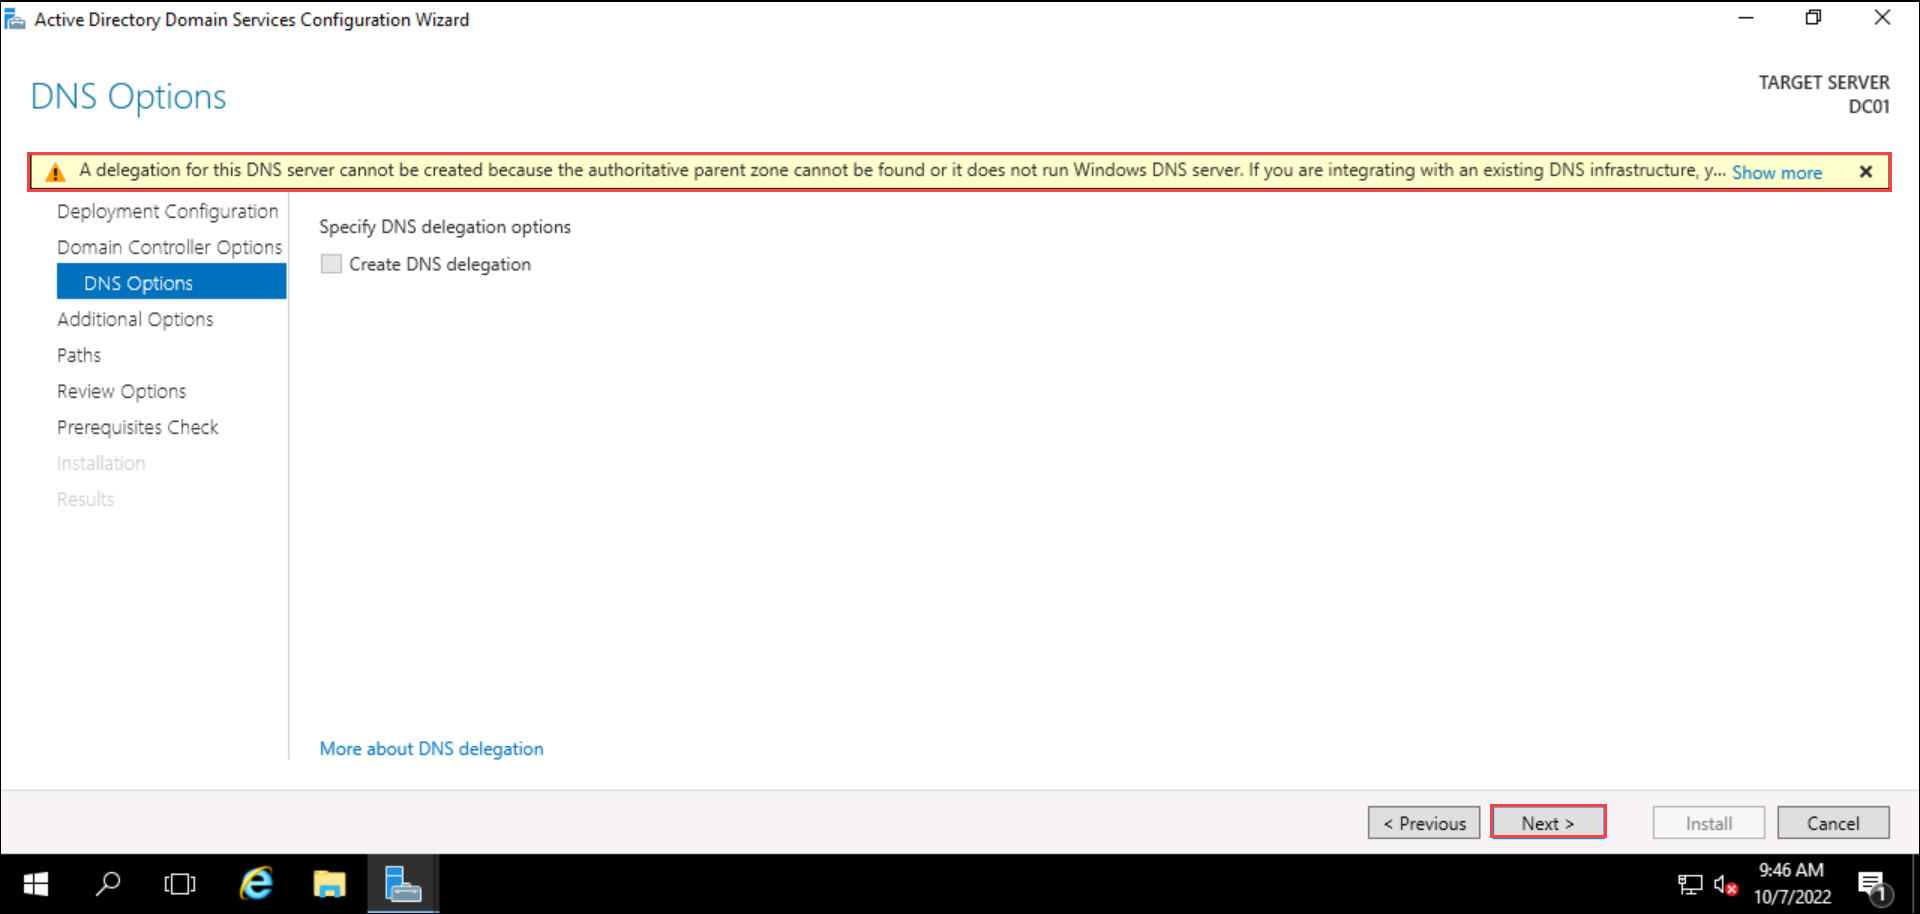 Active Directory Domain Services Configuration Wizard
DNS Options
TARGET SERVER
DC01
A delegation for this DNS server cannot be created because the authoritative parent zone cannot be found or it does not run Windows DNS server. If you are integrating with an existing DNS infrastructure, y... Show more
Deployment Configuration
Domain Controller Options
DNS Options
Additional Options
Paths
Review Options
Prerequisites Check
Installation
Results
Specify DNS delegation options
Create DNS delegation
More about DNS delegation
< Previous
Next >
Install
Cancel
9:46 AM
10/7/2022
1